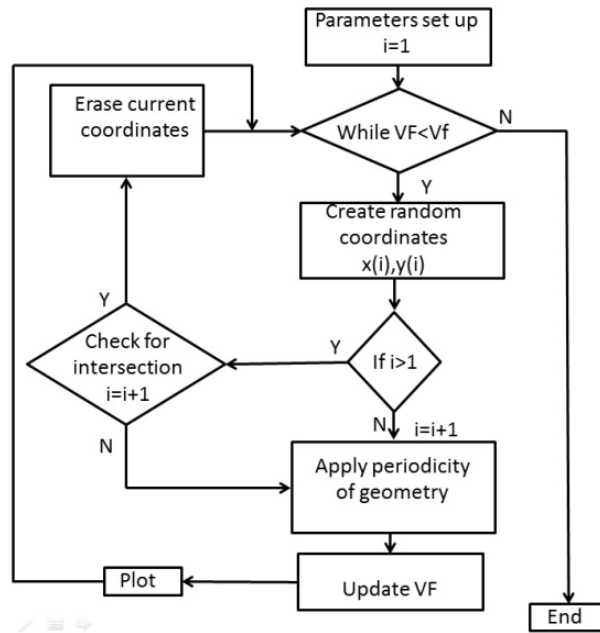 Parameters set up
i=1
Erase current
coordinates
While VF<Vf
N
Y
Create random
coordinates
x(i),y(i)
Y
Check for
intersection
i=i+1
Y
If i>1
N
N
i=i+1
Apply periodicity
of geometry
Plot
Update VF
End